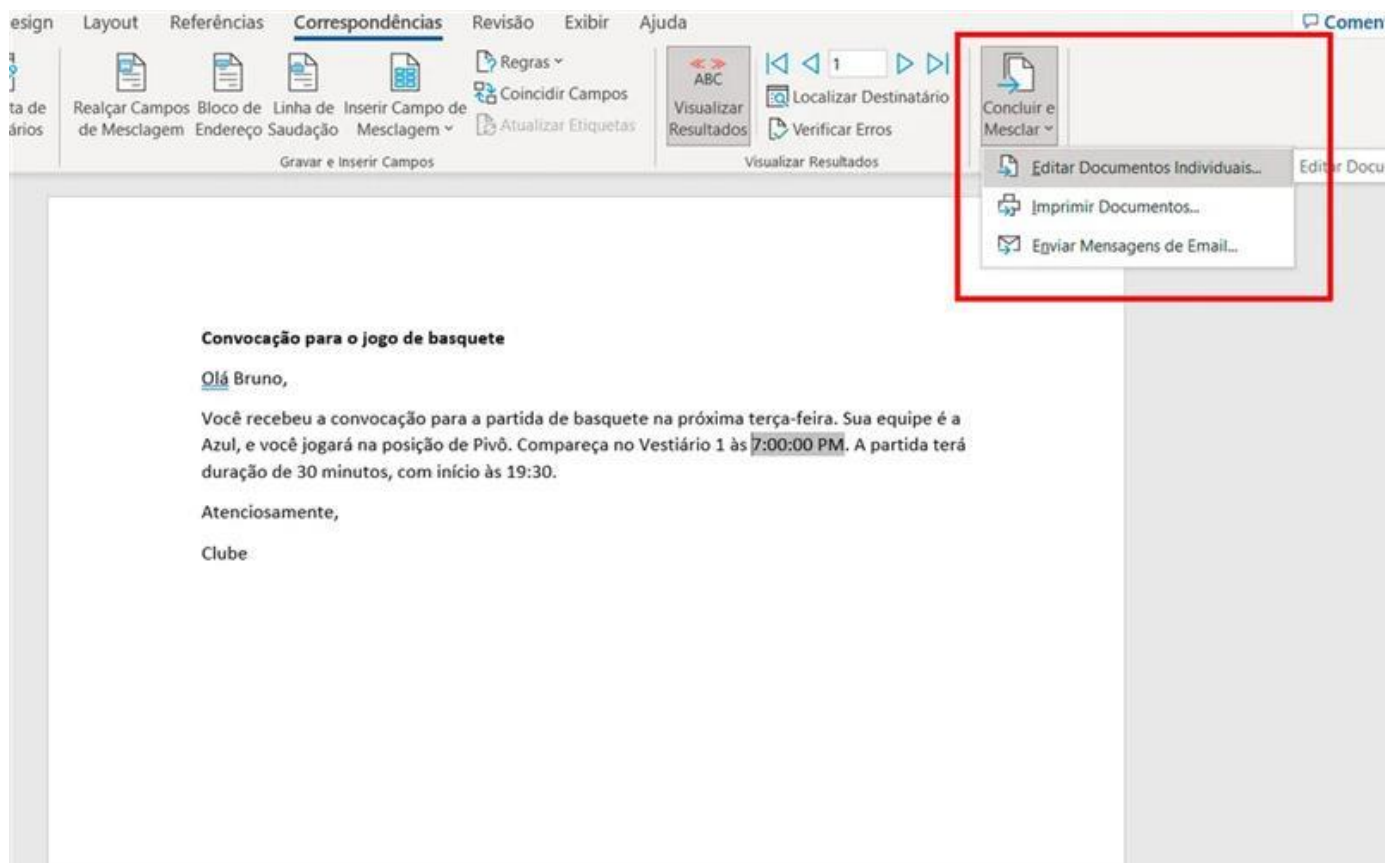 esign Layout Referências Correspondências Revisão Exibir Ajuda Comen
ta de
ários
Realçar Campos
de Mesclagem
Bloco de
Endereço
Linha de
Saudação
Inserir Campo de
Mesclagem
Regras
Coincidir Campos
Atualizar Etiquetas
Gravar e Inserir Campos
ABC
Visualizar
Resultados
1
Localizar Destinatário
Verificar Erros
Visualizar Resultados
Concluir e
Mesclar
Editar Documentos Individuais... Editar Docu
Imprimir Documentos...
Enviar Mensagens de Email...
Convocação para o jogo de basquete
Olá Bruno,
Você recebeu a convocação para a partida de basquete na próxima terça-feira. Sua equipe é a
Azul, e você jogará na posição de Pivô. Compareça no Vestiário 1 às 7:00:00 PM. A partida terá
duração de 30 minutos, com início às 19:30.
Atenciosamente,
Clube